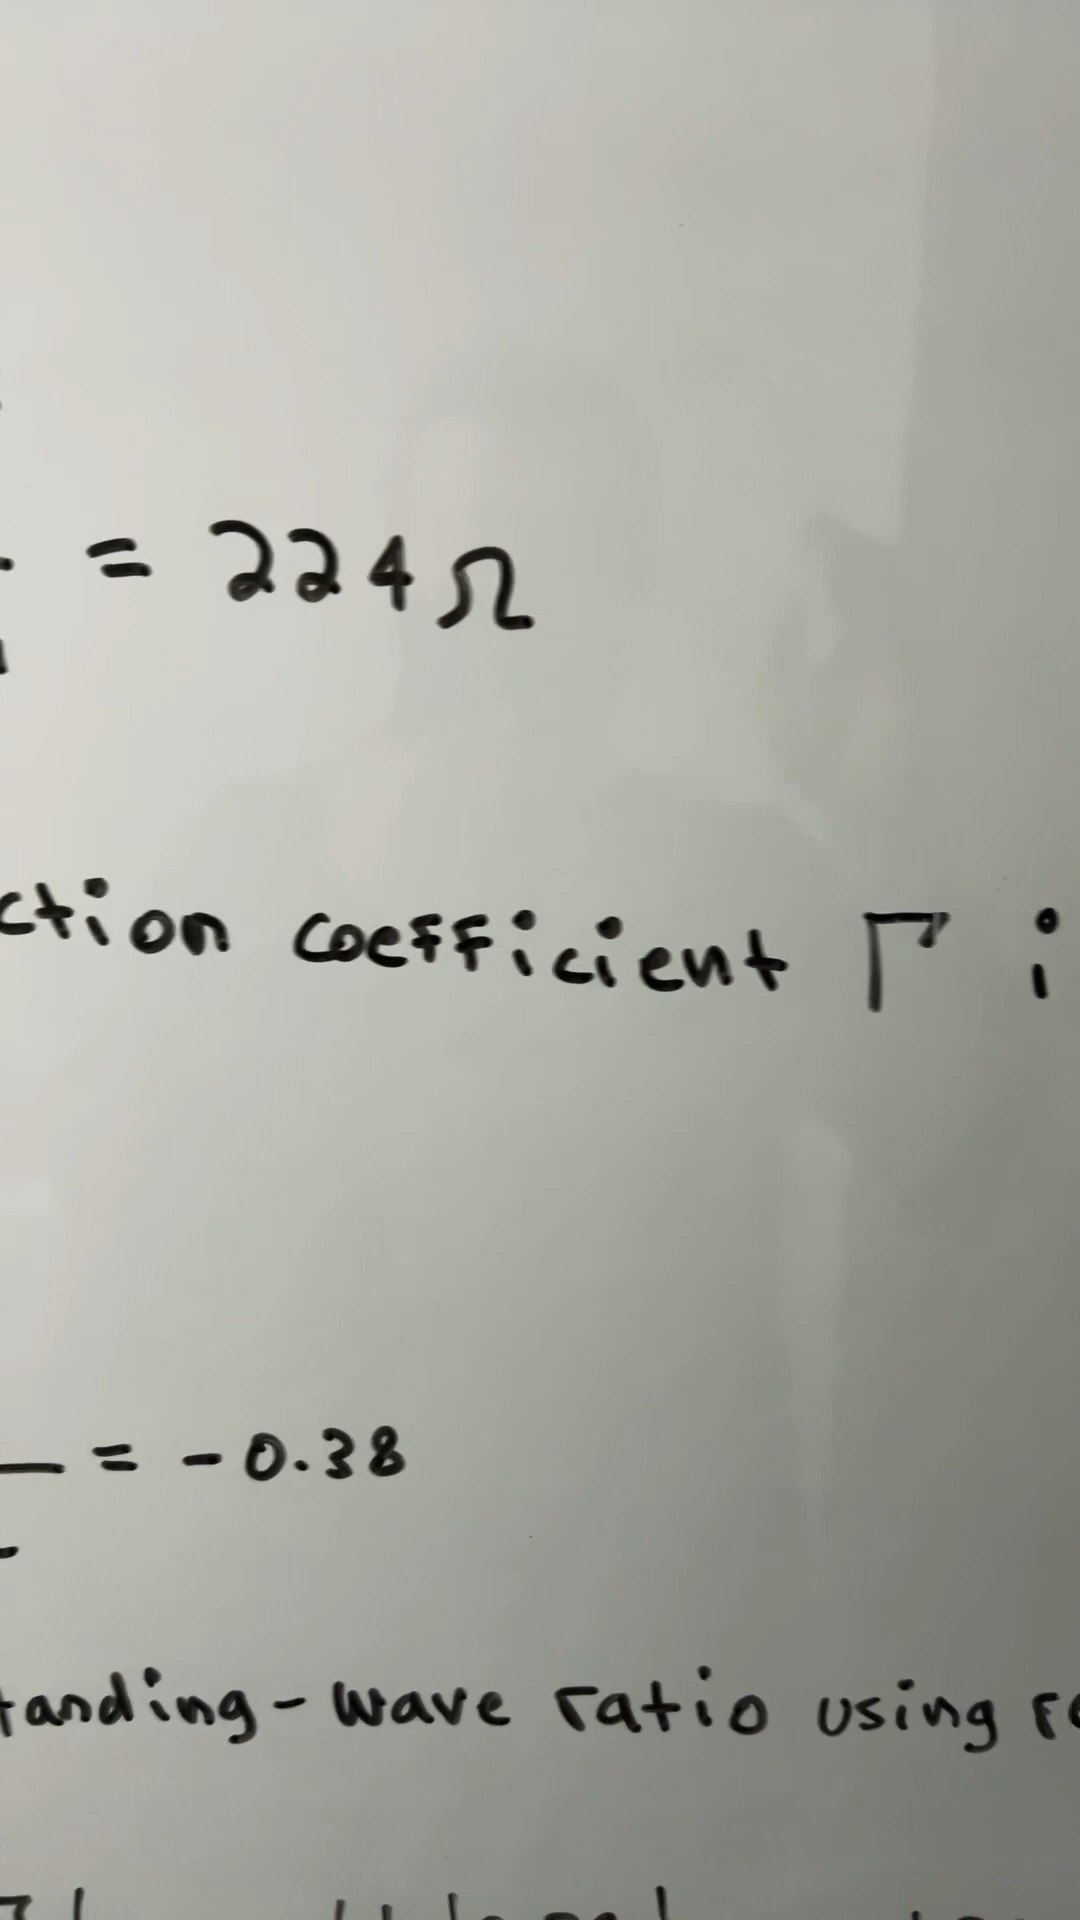 = 224Ω
ction coefficient Γ i
= - 0.38
tanding-wave ratio using